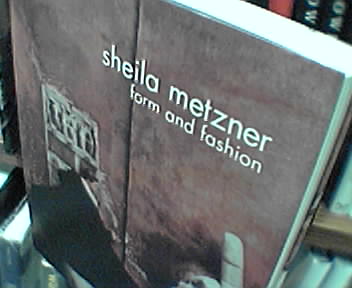 sheila metzner
form and fashion